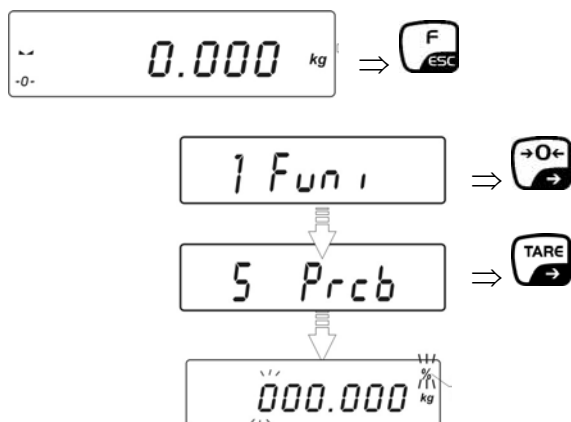 -0- 0.000 kg ⇒ F ESC
1 Funi ⇒ →0←
5 Prcb ⇒ TARE
000.000 % kg